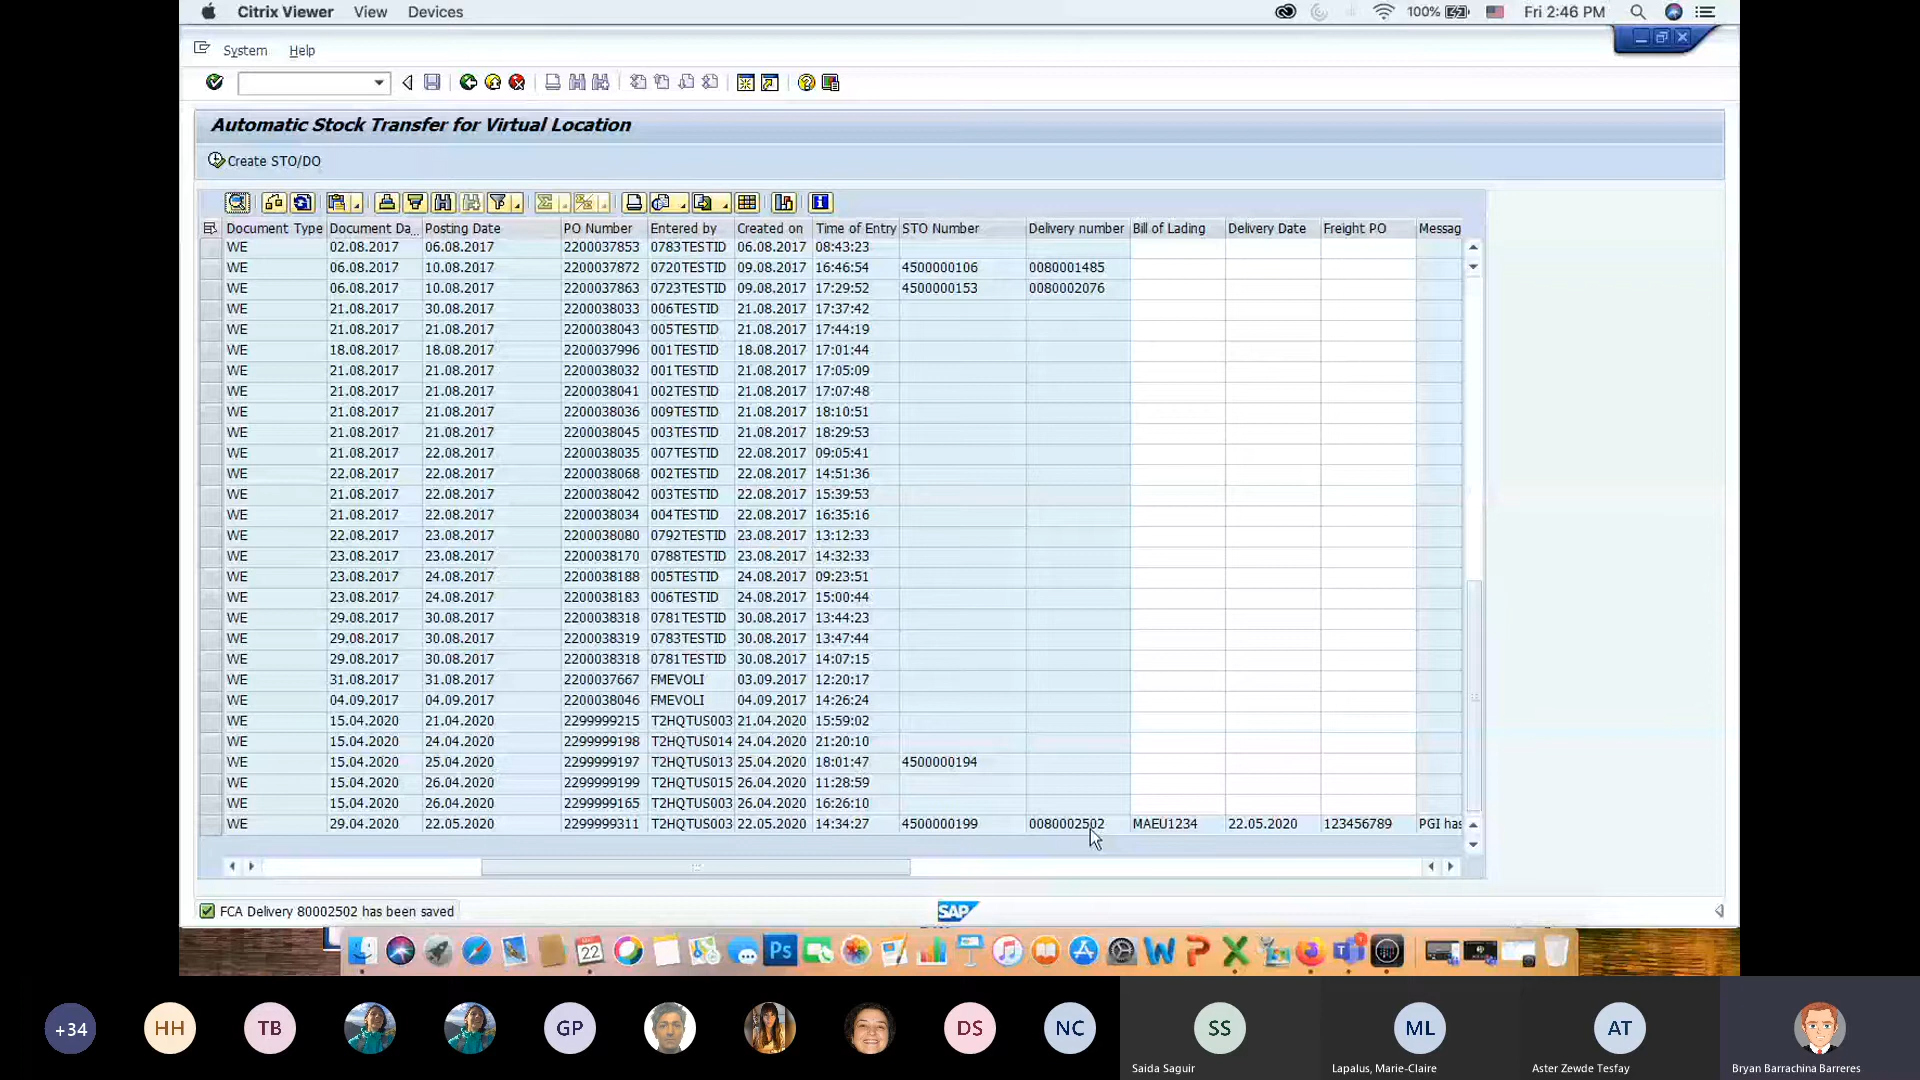 Citrix Viewer View Devices 100% Fri 2:46 PM
System Help
Automatic Stock Transfer for Virtual Location
Create STO/DO
Document Type Document Da... Posting Date PO Number Entered by Created on Time of Entry STO Number Delivery number Bill of Lading Delivery Date Freight PO Messag
WE 02.08.2017 06.08.2017 2200037853 0783TESTID 06.08.2017 08:43:23
WE 06.08.2017 10.08.2017 2200037872 0720TESTID 09.08.2017 16:46:54 4500000106 0080001485
WE 06.08.2017 10.08.2017 2200037863 0723TESTID 09.08.2017 17:29:52 4500000153 0080002076
WE 21.08.2017 30.08.2017 2200038033 006TESTID 21.08.2017 17:37:42
WE 21.08.2017 21.08.2017 2200038043 005TESTID 21.08.2017 17:44:19
WE 18.08.2017 18.08.2017 2200037996 001TESTID 18.08.2017 17:01:44
WE 21.08.2017 21.08.2017 2200038032 001TESTID 21.08.2017 17:05:09
WE 21.08.2017 21.08.2017 2200038041 002TESTID 21.08.2017 17:07:48
WE 21.08.2017 21.08.2017 2200038036 009TESTID 21.08.2017 18:10:51
WE 21.08.2017 21.08.2017 2200038045 003TESTID 21.08.2017 18:29:53
WE 21.08.2017 22.08.2017 2200038035 007TESTID 22.08.2017 09:05:41
WE 22.08.2017 22.08.2017 2200038068 002TESTID 22.08.2017 14:51:36
WE 21.08.2017 22.08.2017 2200038042 003TESTID 22.08.2017 15:39:53
WE 21.08.2017 22.08.2017 2200038034 004TESTID 22.08.2017 16:35:16
WE 22.08.2017 23.08.2017 2200038080 0792TESTID 23.08.2017 13:12:33
WE 23.08.2017 23.08.2017 2200038170 0788TESTID 23.08.2017 14:32:33
WE 23.08.2017 24.08.2017 2200038188 005TESTID 24.08.2017 09:23:51
WE 23.08.2017 24.08.2017 2200038183 006TESTID 24.08.2017 15:00:44
WE 29.08.2017 30.08.2017 2200038318 0781TESTID 30.08.2017 13:44:23
WE 29.08.2017 30.08.2017 2200038319 0783TESTID 30.08.2017 13:47:44
WE 29.08.2017 30.08.2017 2200038318 0781TESTID 30.08.2017 14:07:15
WE 31.08.2017 31.08.2017 2200037667 FMEVOLI 03.09.2017 12:20:17
WE 04.09.2017 04.09.2017 2200038046 FMEVOLI 04.09.2017 14:26:24
WE 15.04.2020 21.04.2020 2299999215 T2HQTUS003 21.04.2020 15:59:02
WE 15.04.2020 24.04.2020 2299999198 T2HQTUS014 24.04.2020 21:20:10
WE 15.04.2020 25.04.2020 2299999197 T2HQTUS013 25.04.2020 18:01:47 4500000194
WE 15.04.2020 26.04.2020 2299999199 T2HQTUS015 26.04.2020 11:28:59
WE 15.04.2020 26.04.2020 2299999165 T2HQTUS003 26.04.2020 16:26:10
WE 29.04.2020 22.05.2020 2299999311 T2HQTUS003 22.05.2020 14:34:27 4500000199 0080002502 MAEU1234 22.05.2020 123456789 PGI has
FCA Delivery 80002502 has been saved SAP
22 Ps
+34 HH TB GP DS NC SS ML AT
Saida Saguir Lapalus, Marie-Claire Aster Zewde Tesfay Bryan Barrachina Barreres